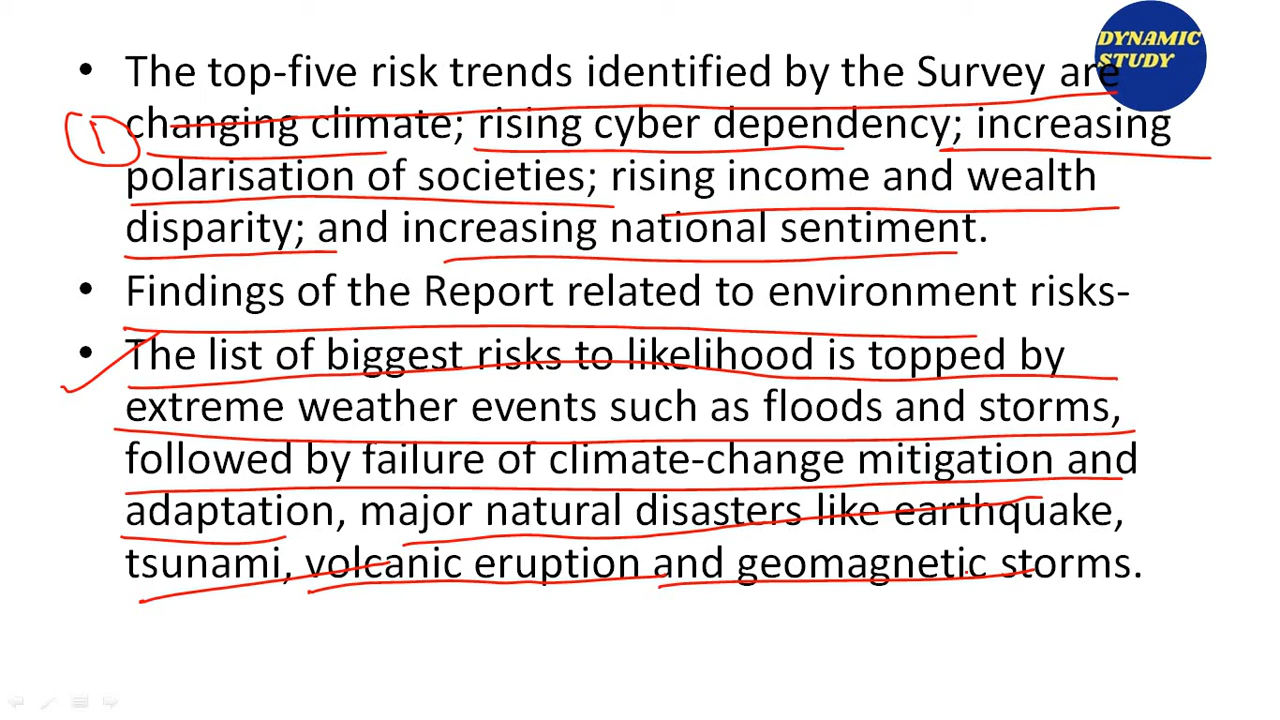 DYNAMIC
STUDY
• The top-five risk trends identified by the Survey are
changing climate; rising cyber dependency; increasing
polarisation of societies; rising income and wealth
disparity; and increasing national sentiment.
• Findings of the Report related to environment risks-
• The list of biggest risks to likelihood is topped by
extreme weather events such as floods and storms,
followed by failure of climate-change mitigation and
adaptation, major natural disasters like earthquake,
tsunami, volcanic eruption and geomagnetic storms.
1